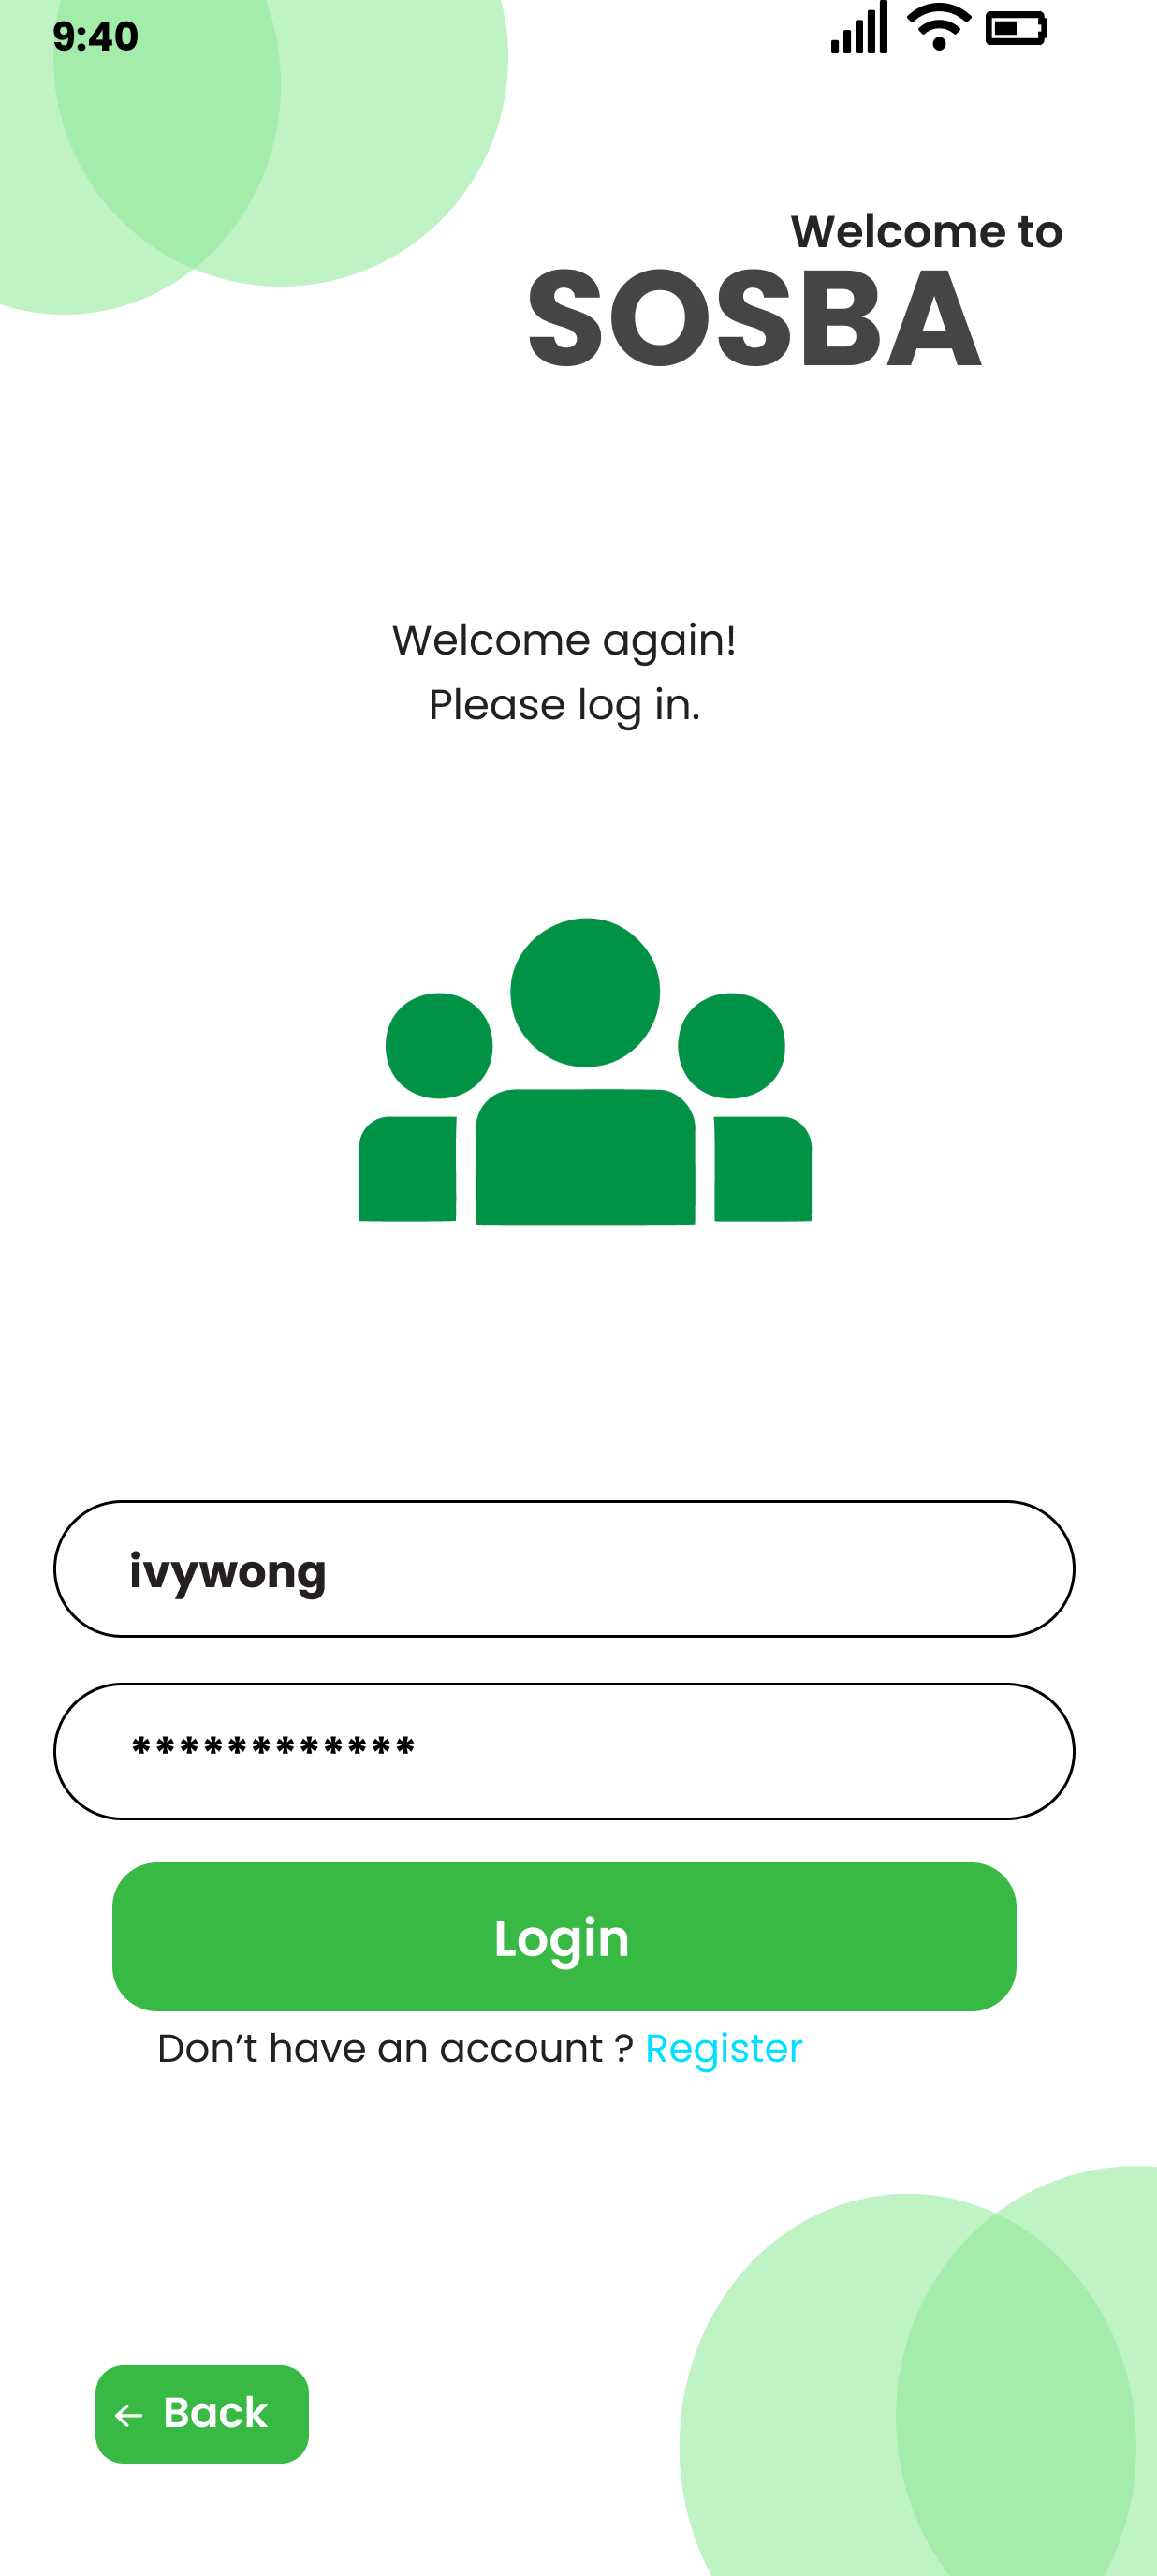 9:40
Welcome to
SOSBA
Welcome again!
Please log in.
ivywong
************
Login
Don’t have an account ? Register
← Back